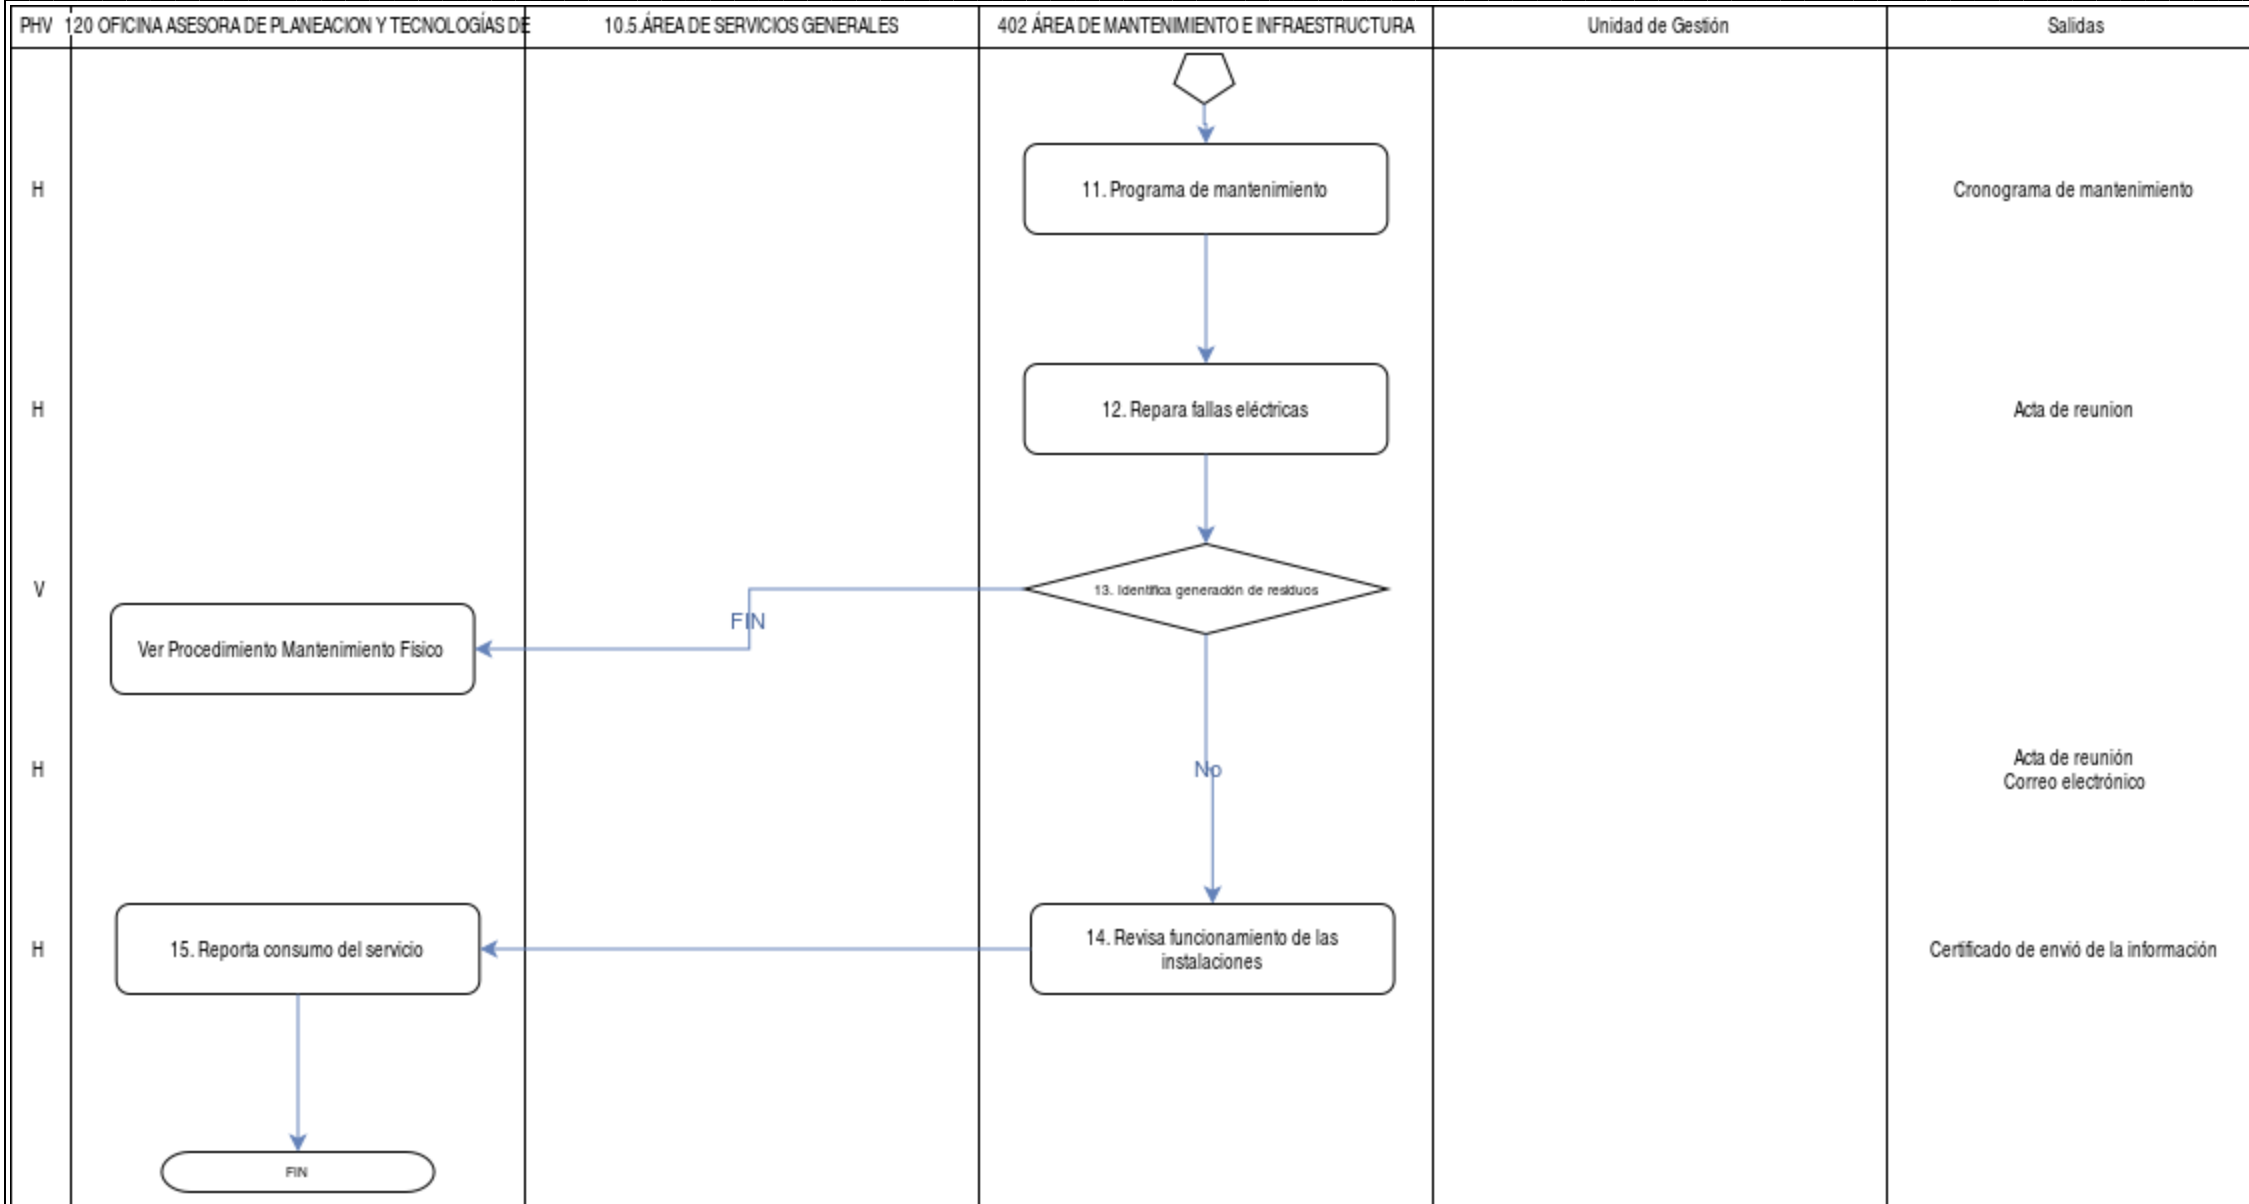 PHV
120 OFICINA ASESORA DE PLANEACION Y TECNOLOGÍAS DE
10.5.ÁREA DE SERVICIOS GENERALES
402 ÁREA DE MANTENIMIENTO E INFRAESTRUCTURA
Unidad de Gestión
Salidas
H
11. Programa de mantenimiento
Cronograma de mantenimiento
H
12. Repara fallas eléctricas
Acta de reunion
V
13. Identifica generación de residuos
FIN
Ver Procedimiento Mantenimiento Físico
H
No
Acta de reunión
Correo electrónico
H
15. Reporta consumo del servicio
14. Revisa funcionamiento de las
instalaciones
Certificado de envió de la información
FIN